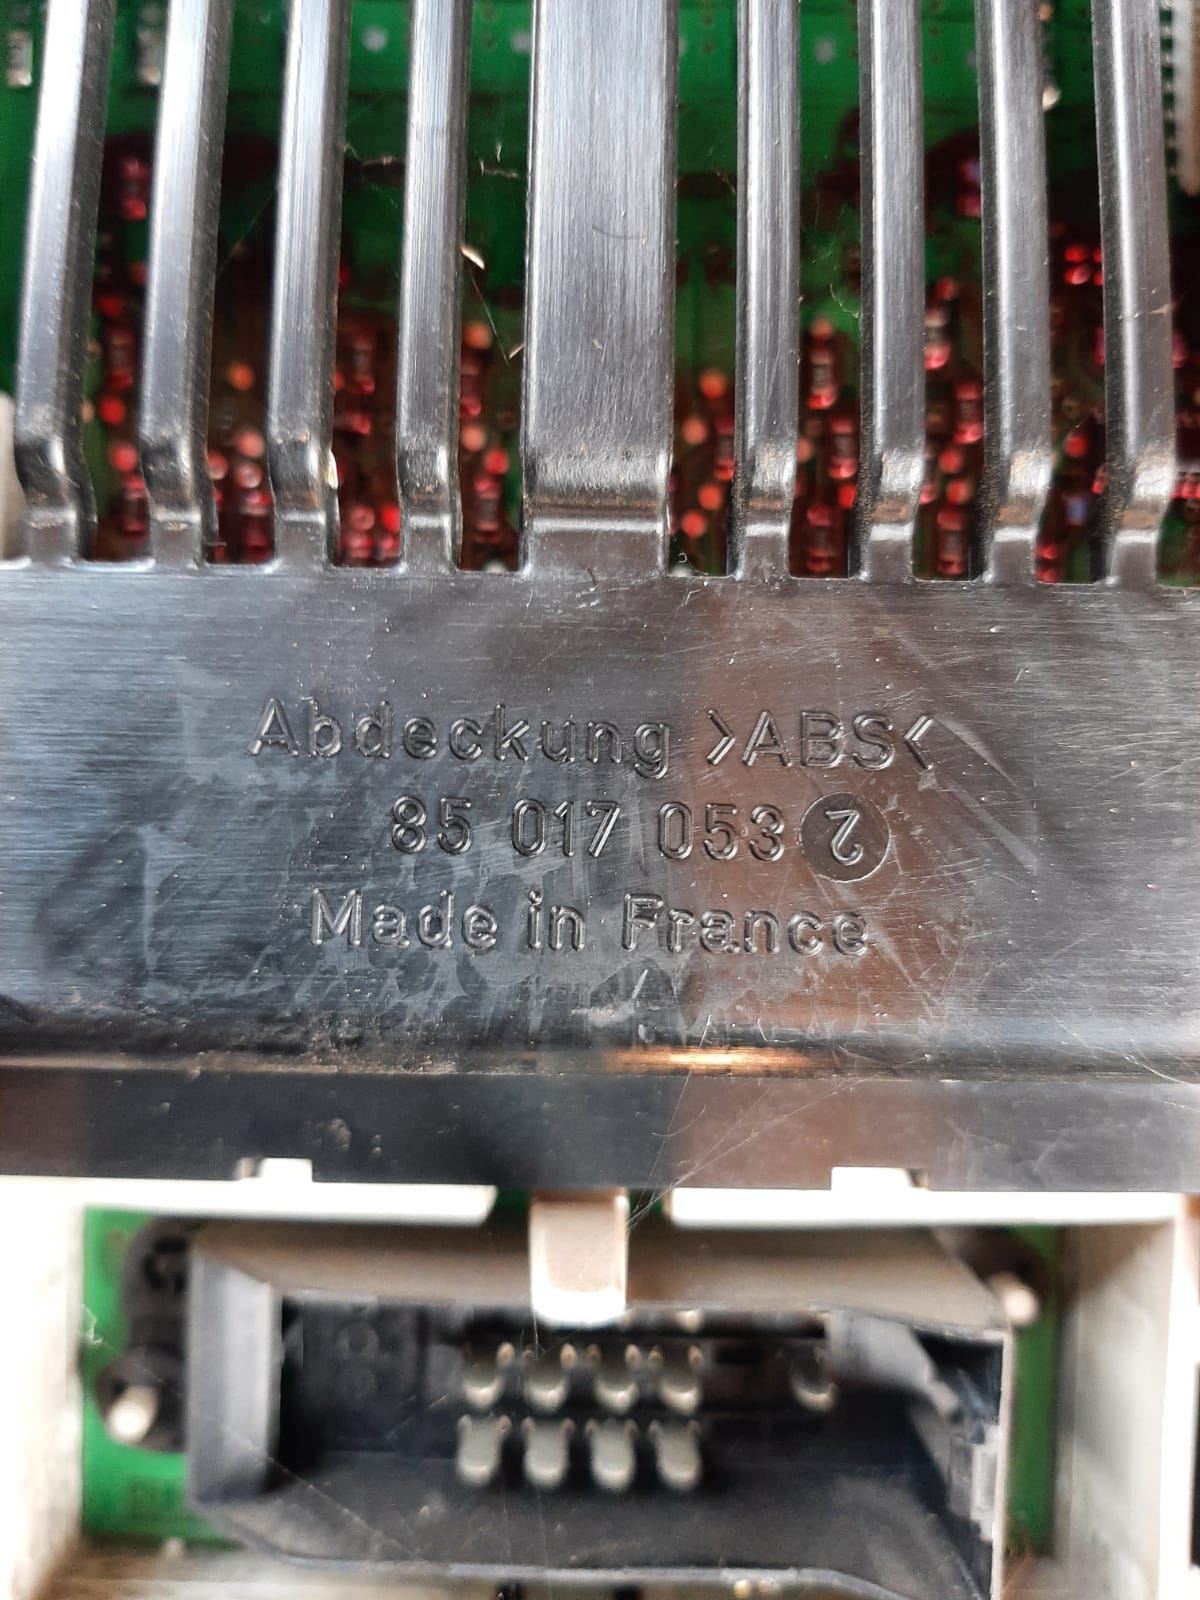 Abdeckung >ABS<
85 017 053 2
Made in France